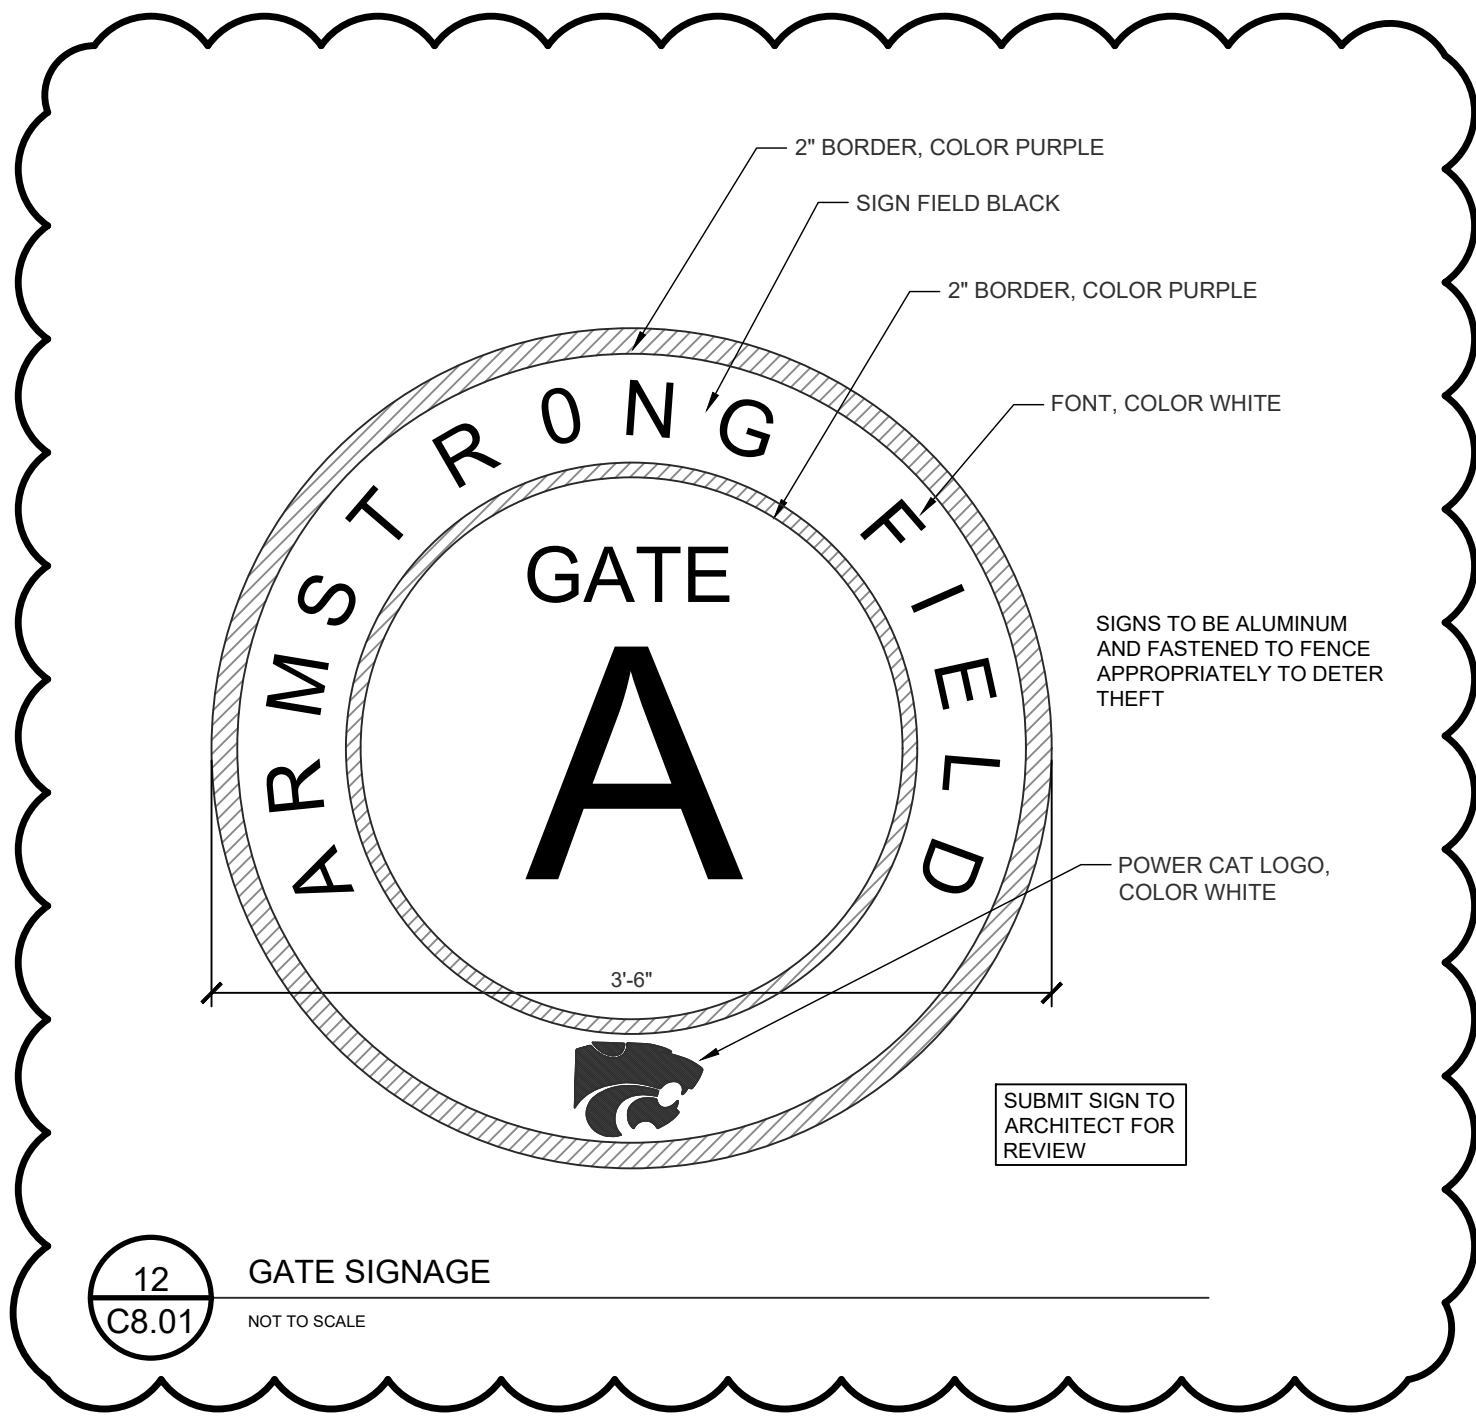 2" BORDER, COLOR PURPLE
SIGN FIELD BLACK
2" BORDER, COLOR PURPLE
FONT, COLOR WHITE
ARMSTR0NG FIELD
GATE
A
SIGNS TO BE ALUMINUM
AND FASTENED TO FENCE
APPROPRIATELY TO DETER
THEFT
POWER CAT LOGO,
COLOR WHITE
3'-6"
SUBMIT SIGN TO
ARCHITECT FOR
REVIEW
12
C8.01
GATE SIGNAGE
NOT TO SCALE